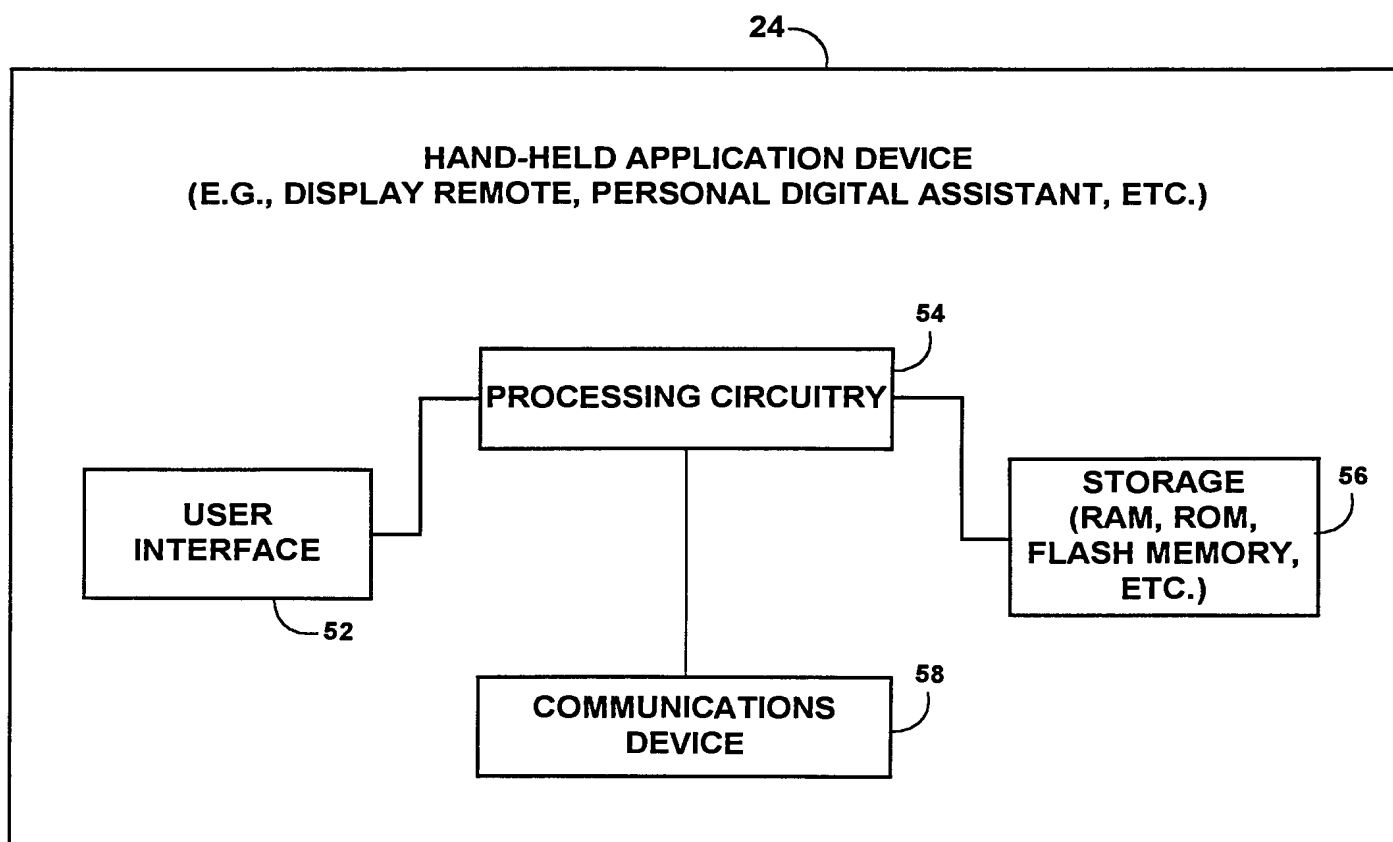 24
HAND-HELD APPLICATION DEVICE
(E.G., DISPLAY REMOTE, PERSONAL DIGITAL ASSISTANT, ETC.)
54
PROCESSING CIRCUITRY
USER
INTERFACE
52
STORAGE
(RAM, ROM,
FLASH MEMORY,
ETC.)
56
COMMUNICATIONS
DEVICE
58